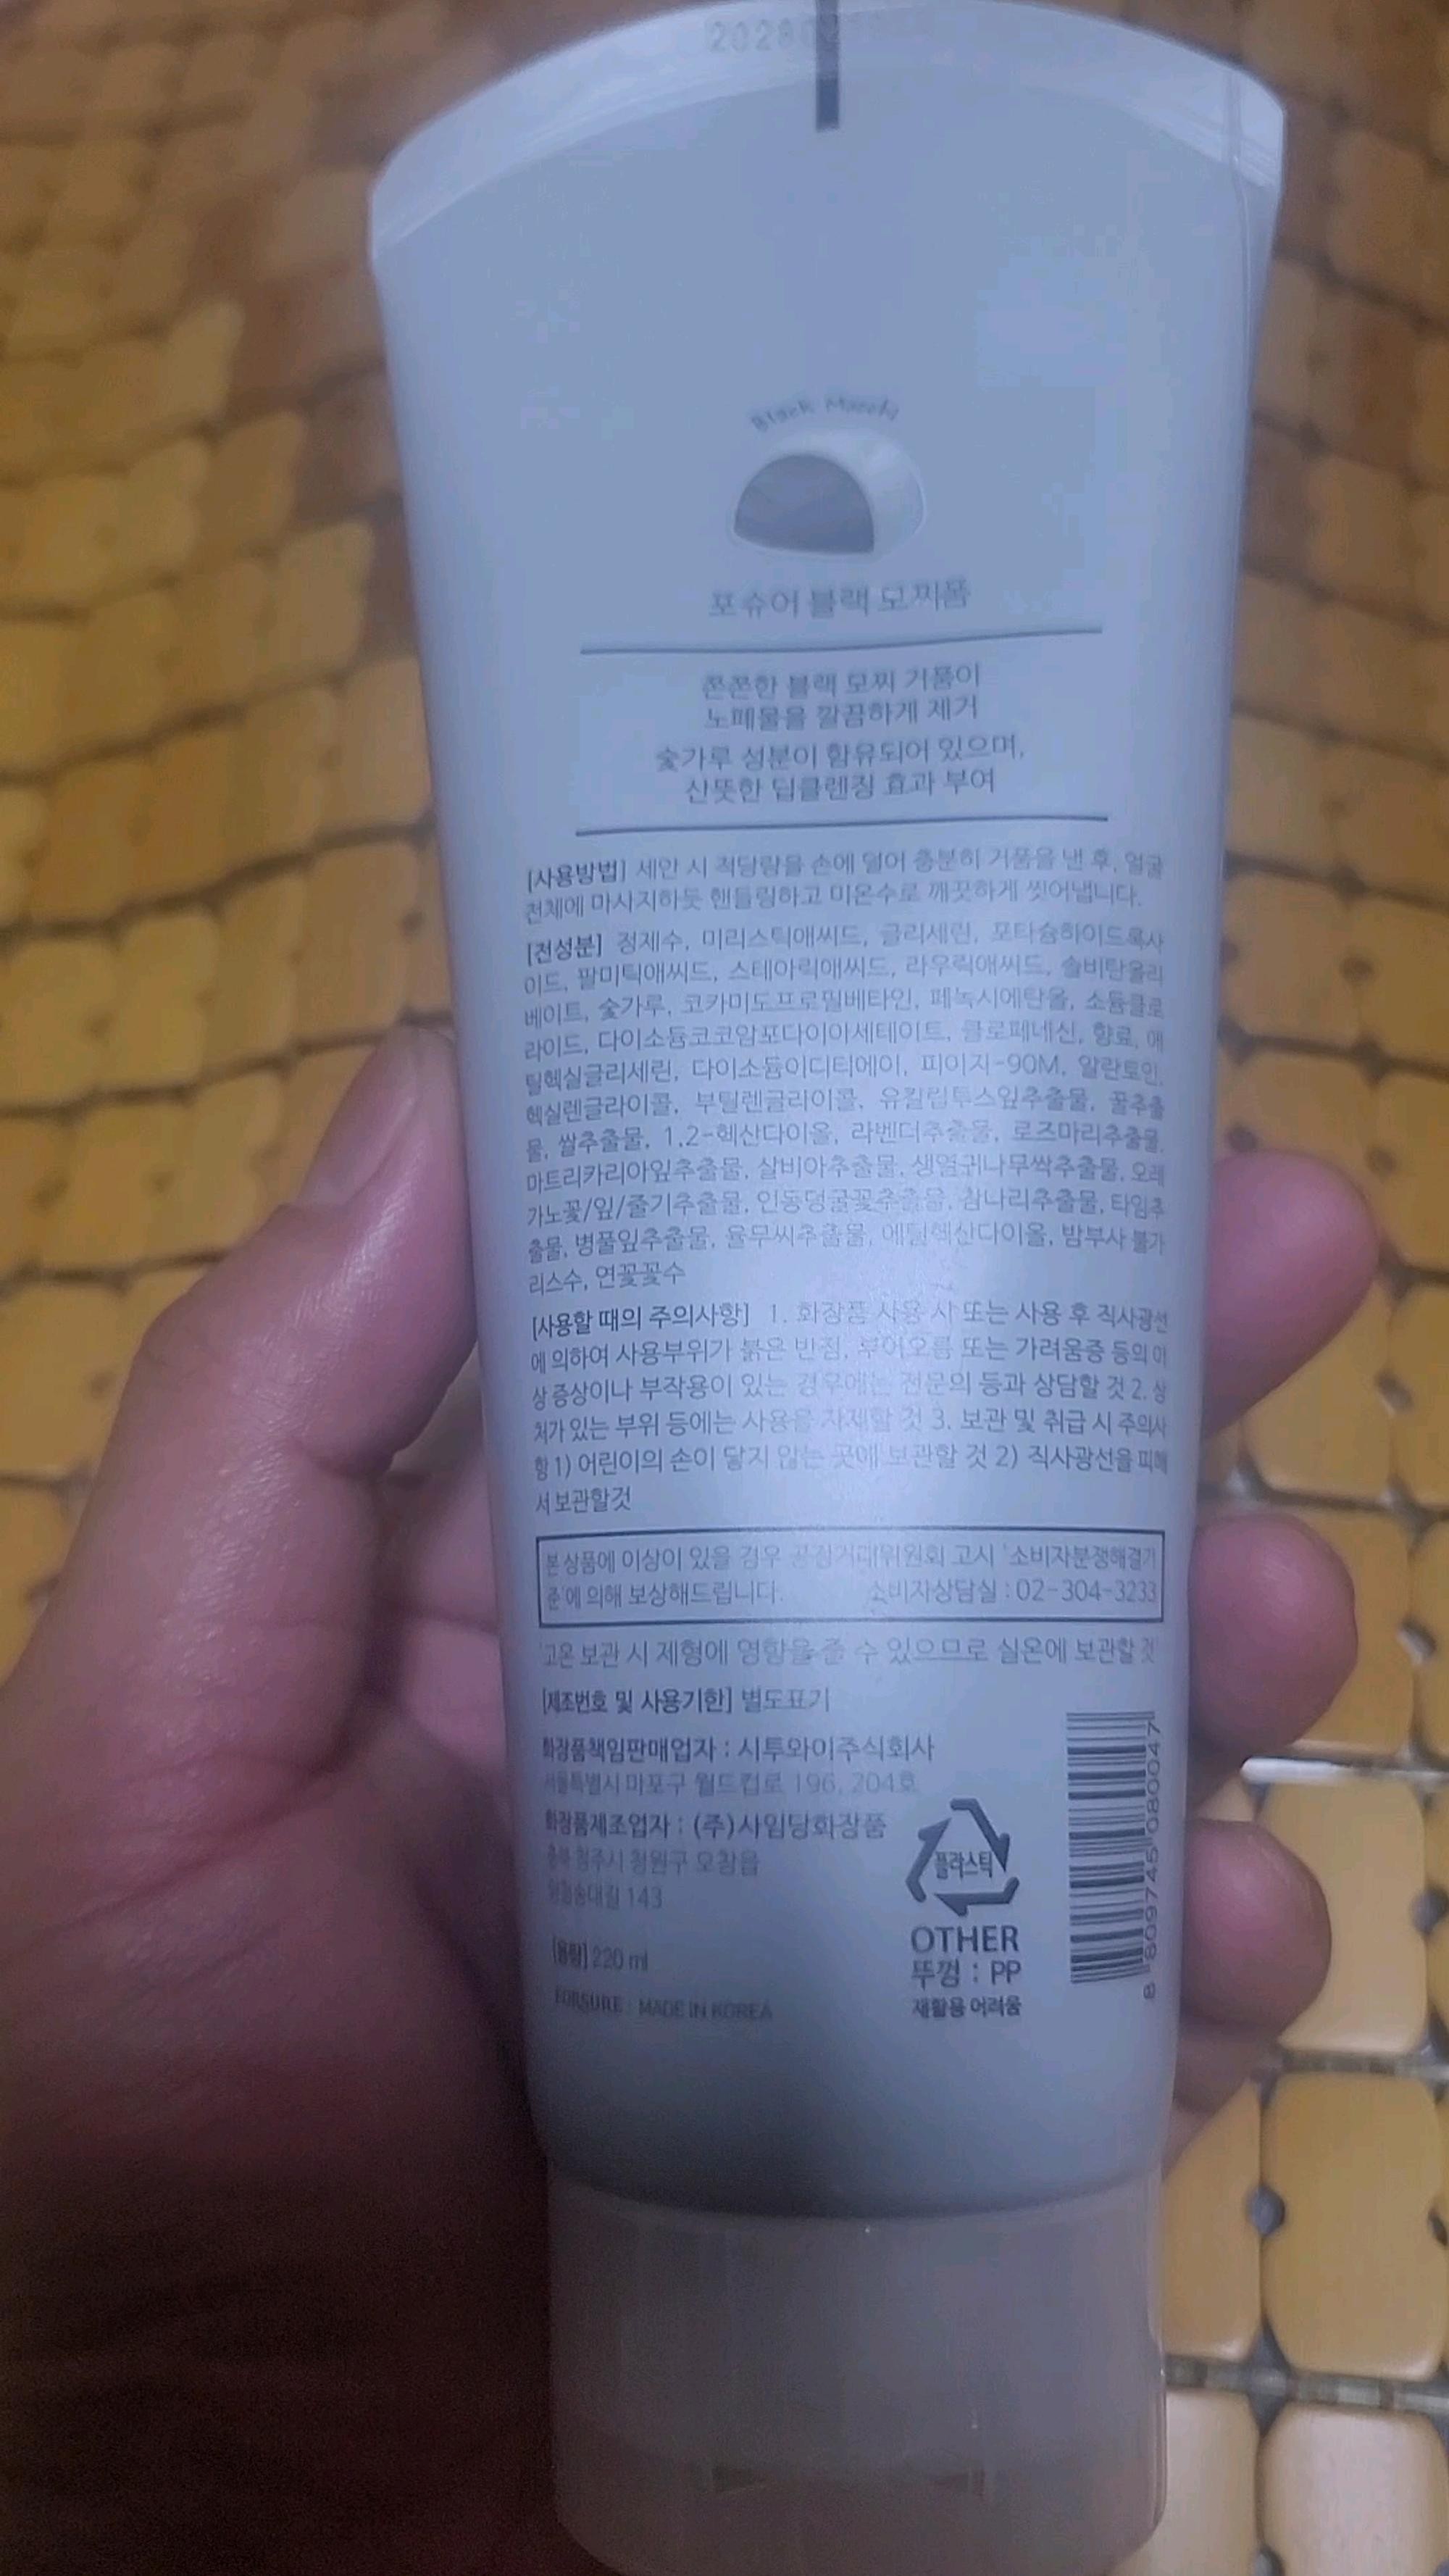 20280
Black Mochi
포슈어 블랙 모찌폼
쫀쫀한 블랙 모찌 거품이
노폐물을 깔끔하게 제거
숯가루 성분이 함유되어 있으며,
산뜻한 딥클렌징 효과 부여
[사용방법] 세안 시 적당량을 손에 덜어 충분히 거품을 낸 후, 얼굴
전체에 마사지하듯 핸들링하고 미온수로 깨끗하게 씻어냅니다.
[전성분] 정제수, 미리스틱애씨드, 글리세린, 포타슘하이드록사
이드, 팔미틱애씨드, 스테아릭애씨드, 라우릭애씨드, 솔비탄올리
베이트, 숯가루, 코카미도프로필베타인, 페녹시에탄올, 소듐클로
라이드, 다이소듐코코암포다이아세테이트, 클로페네신, 향료, 에
틸헥실글리세린, 다이소듐이디티에이, 피이지-90M, 알란토인,
헥실렌글라이콜, 부틸렌글라이콜, 유칼립투스잎추출물, 꿀추출
물, 쌀추출물, 1,2-헥산다이올, 라벤더추출물, 로즈마리추출물,
마트리카리아잎추출물, 살비아추출물, 생열귀나무싹추출물, 오레
가노꽃/잎/줄기추출물, 인동덩굴꽃추출물, 참나리추출물, 타임추
출물, 병풀잎추출물, 율무씨추출물, 에틸헥산다이올, 밤부사 불가
리스수, 연꽃꽃수
[사용할 때의 주의사항] 1. 화장품 사용 시 또는 사용 후 직사광선
에 의하여 사용부위가 붉은 반점, 부어오름 또는 가려움증 등의 이
상 증상이나 부작용이 있는 경우에는 전문의 등과 상담할 것 2. 상
처가 있는 부위 등에는 사용을 자제할 것 3. 보관 및 취급 시 주의사
항 1) 어린이의 손이 닿지 않는 곳에 보관할 것 2) 직사광선을 피해
서 보관할것
본 상품에 이상이 있을 경우 공정거래위원회 고시 '소비자분쟁해결기
준'에 의해 보상해드립니다. 소비자상담실 : 02-304-3233
고온 보관 시 제형에 영향을 줄 수 있으므로 실온에 보관할 것
[제조번호 및 사용기한] 별도표기
화장품책임판매업자 : 시투와이주식회사
서울특별시 마포구 월드컵로 196, 204호
화장품제조업자 : (주)사임당화장품
충북 청주시 청원구 오창읍
143
[용량] 220 ml
FORSURE : MADE IN KOREA
플라스틱
OTHER
뚜껑 : PP
재활용 어려움
8 809745 080047